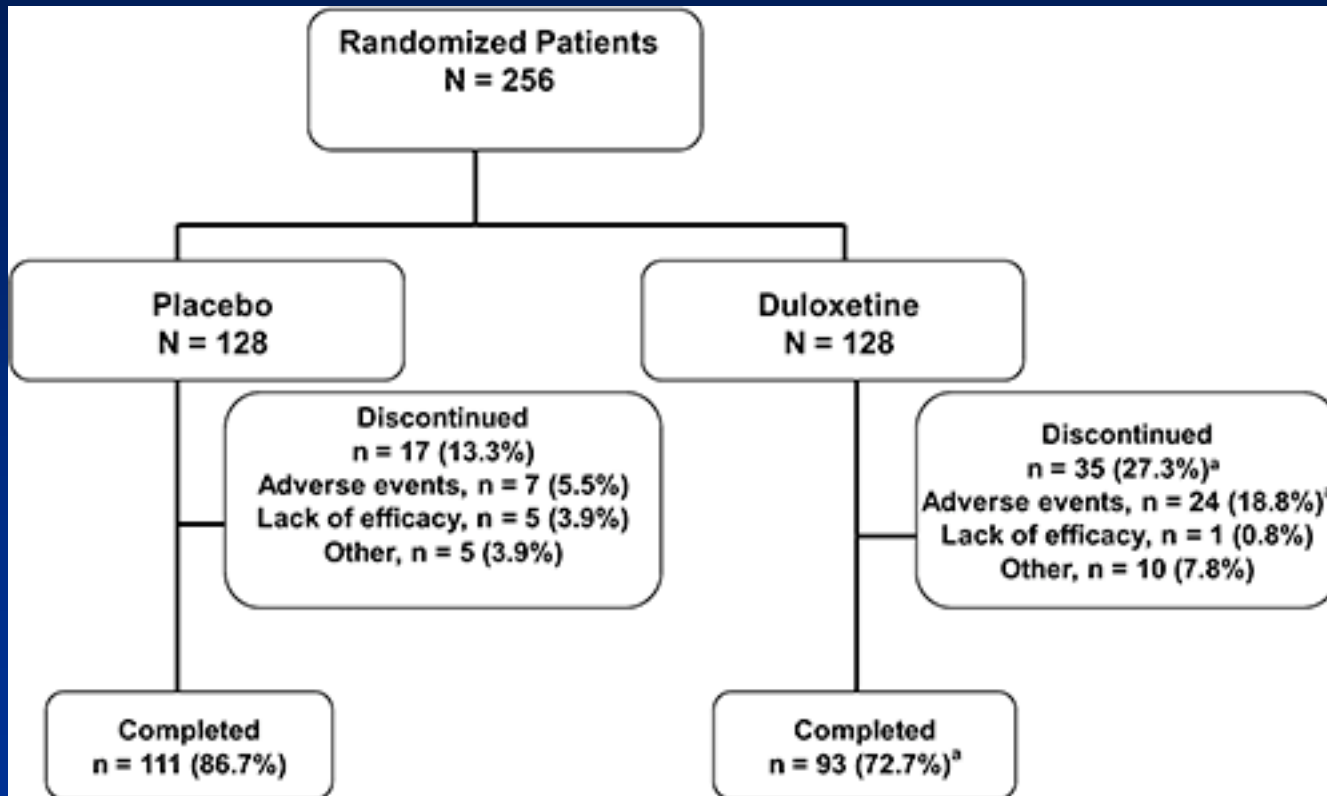 Randomized Patients
N = 256
Placebo
N = 128
Duloxetine
N = 128
Discontinued
n = 17 (13.3%)
Adverse events, n = 7 (5.5%)
Lack of efficacy, n = 5 (3.9%)
Other, n = 5 (3.9%)
Discontinued
n = 35 (27.3%)ᵃ
Adverse events, n = 24 (18.8%)
Lack of efficacy, n = 1 (0.8%)
Other, n = 10 (7.8%)
Completed
n = 111 (86.7%)
Completed
n = 93 (72.7%)ᵃ